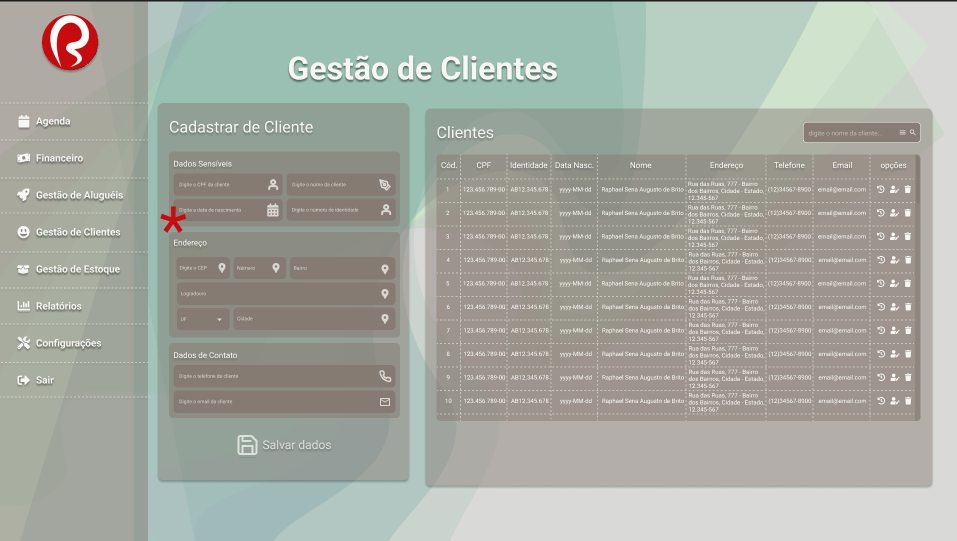 Gestão de Clientes
Agenda
Financeiro
Gestão de Aluguéis
Gestão de Clientes
Gestão de Estoque
Relatórios
Configurações
Sair
Cadastrar de Cliente
Dados Sensíveis
Digite o CPF da cliente
Digite o nome da cliente
Digite a data de nascimento
Digite o número da identidade
*
Endereço
Digite o CEP
Número
Bairro
Logradouro
UF
Cidade
Dados de Contato
Digite o telefone da cliente
Digite o email da cliente
Salvar dados
Clientes
digite o nome da cliente...
Cód. CPF Identidade Data Nasc. Nome Endereço Telefone Email opções
1 123.456.789-00 AB12.345.678 yyyy-MM-dd Raphael Sena Augusto de Brito Rua das Ruas, 777 - Bairro
dos Bairros, Cidade - Estado,
12.345-567 (12)34567-8900 email@email.com
2 123.456.789-00 AB12.345.678 yyyy-MM-dd Raphael Sena Augusto de Brito Rua das Ruas, 777 - Bairro
dos Bairros, Cidade - Estado,
12.345-567 (12)34567-8900 email@email.com
3 123.456.789-00 AB12.345.678 yyyy-MM-dd Raphael Sena Augusto de Brito Rua das Ruas, 777 - Bairro
dos Bairros, Cidade - Estado,
12.345-567 (12)34567-8900 email@email.com
4 123.456.789-00 AB12.345.678 yyyy-MM-dd Raphael Sena Augusto de Brito Rua das Ruas, 777 - Bairro
dos Bairros, Cidade - Estado,
12.345-567 (12)34567-8900 email@email.com
5 123.456.789-00 AB12.345.678 yyyy-MM-dd Raphael Sena Augusto de Brito Rua das Ruas, 777 - Bairro
dos Bairros, Cidade - Estado,
12.345-567 (12)34567-8900 email@email.com
6 123.456.789-00 AB12.345.678 yyyy-MM-dd Raphael Sena Augusto de Brito Rua das Ruas, 777 - Bairro
dos Bairros, Cidade - Estado,
12.345-567 (12)34567-8900 email@email.com
7 123.456.789-00 AB12.345.678 yyyy-MM-dd Raphael Sena Augusto de Brito Rua das Ruas, 777 - Bairro
dos Bairros, Cidade - Estado,
12.345-567 (12)34567-8900 email@email.com
8 123.456.789-00 AB12.345.678 yyyy-MM-dd Raphael Sena Augusto de Brito Rua das Ruas, 777 - Bairro
dos Bairros, Cidade - Estado,
12.345-567 (12)34567-8900 email@email.com
9 123.456.789-00 AB12.345.678 yyyy-MM-dd Raphael Sena Augusto de Brito Rua das Ruas, 777 - Bairro
dos Bairros, Cidade - Estado,
12.345-567 (12)34567-8900 email@email.com
10 123.456.789-00 AB12.345.678 yyyy-MM-dd Raphael Sena Augusto de Brito Rua das Ruas, 777 - Bairro
dos Bairros, Cidade - Estado,
12.345-567 (12)34567-8900 email@email.com